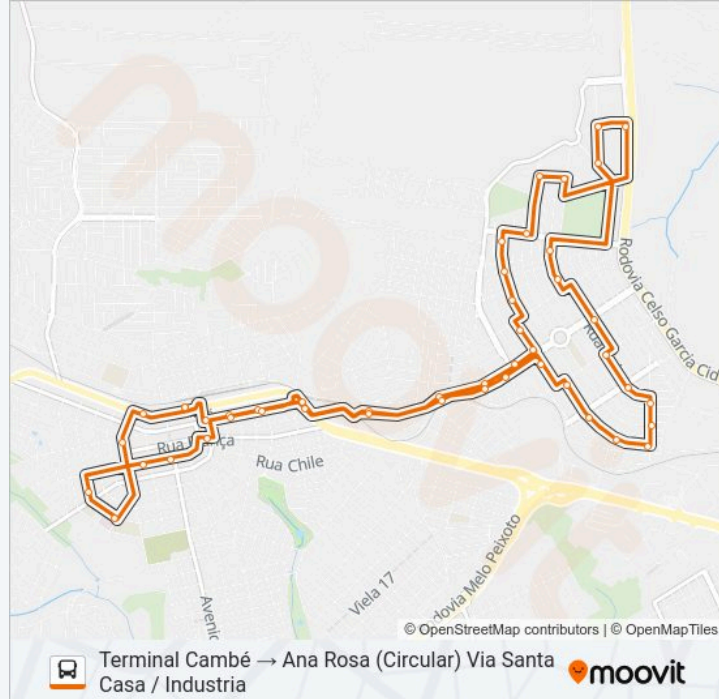 Rodovia Celso Garcia Cid
Rua França
Rua Chile
Viela 17
Rodovia Melo Peixoto
© OpenStreetMap contributors | © OpenMapTiles
Terminal Cambé → Ana Rosa (Circular) Via Santa
Casa / Industria
moovit